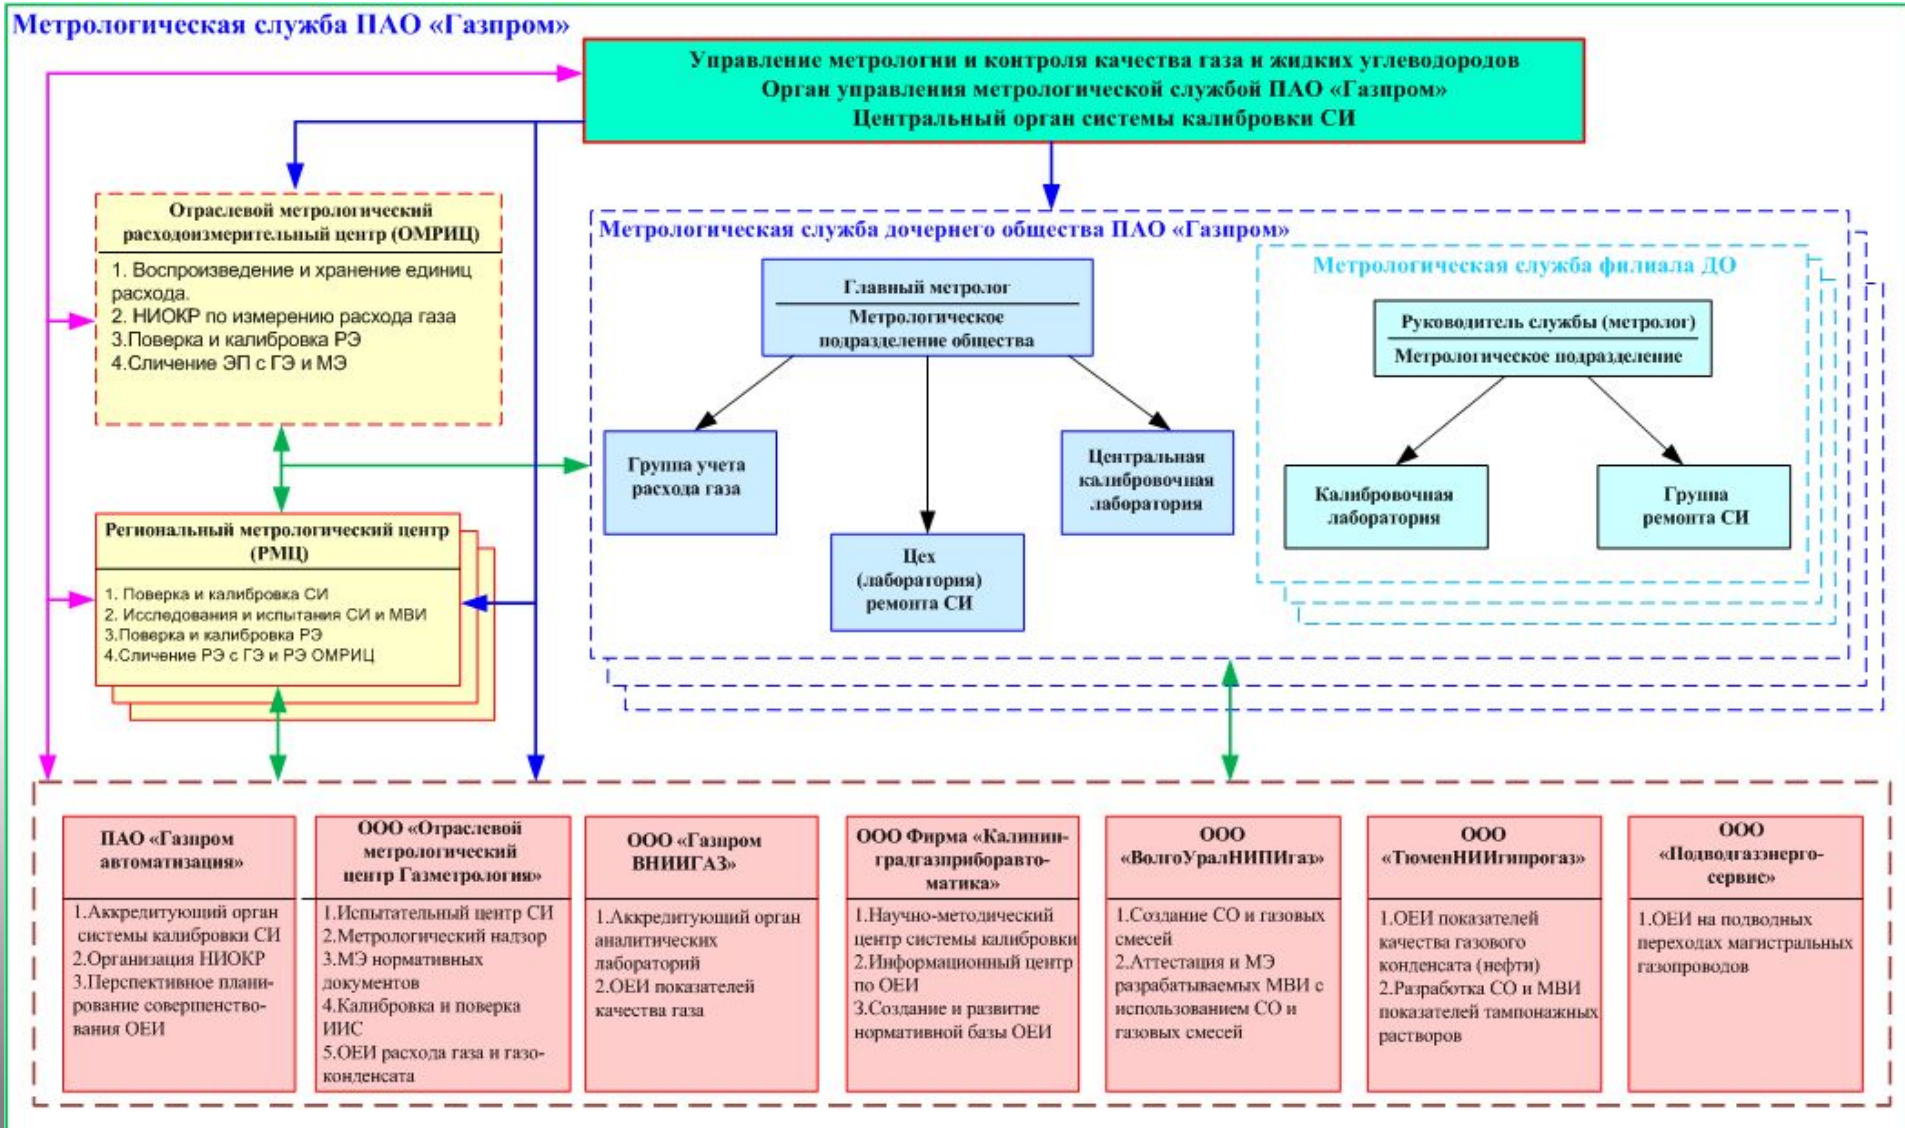 Метрологическая служба ПАО «Газпром»
Управление метрологии и контроля качества газа и жидких углеводородов
Орган управления метрологической службой ПАО «Газпром»
Центральный орган системы калибровки СИ
Отраслевой метрологический
расходоизмерительный центр (ОМРИЦ)
1. Воспроизведение и хранение единиц
расхода.
2. НИОКР по измерению расхода газа
3.Поверка и калибровка РЭ
4.Сличение ЭП с ГЭ и МЭ
Региональный метрологический центр
(РМЦ)
1. Поверка и калибровка СИ
2. Исследования и испытания СИ и МВИ
3.Поверка и калибровка РЭ
4.Сличение РЭ с ГЭ и РЭ ОМРИЦ
Метрологическая служба дочернего общества ПАО «Газпром»
Главный метролог
Метрологическое
подразделение общества
Группа учета
расхода газа
Цех
(лаборатория)
ремонта СИ
Центральная
калибровочная
лаборатория
Метрологическая служба филиала ДО
Руководитель службы (метролог)
Метрологическое подразделение
Калибровочная
лаборатория
Группа
ремонта СИ
ПАО «Газпром
автоматизация»
1.Аккредитующий орган
системы калибровки СИ
2.Организация НИОКР
3.Перспективное плани-
рование совершенство-
вания ОЕИ
ООО «Отраслевой
метрологический
центр Газметрология»
1.Испытательный центр СИ
2.Метрологический надзор
3.МЭ нормативных
документов
4.Калибровка и поверка
ИИС
5.ОЕИ расхода газа и газо-
конденсата
ООО «Газпром
ВНИИГАЗ»
1.Аккредитующий орган
аналитических
лабораторий
2.ОЕИ показателей
качества газа
ООО Фирма «Калинин-
градгазприборавто-
матика»
1.Научно-методический
центр системы калибровки
2.Информационный центр
по ОЕИ
3.Создание и развитие
нормативной базы ОЕИ
ООО
«ВолгоУралНИПИгаз»
1.Создание СО и газовых
смесей
2.Аттестация и МЭ
разрабатываемых МВИ с
использованием СО и
газовых смесей
ООО
«ТюменНИИгипрогаз»
1.ОЕИ показателей
качества газового
конденсата (нефти)
2.Разработка СО и МВИ
показателей тампонажных
растворов
ООО
«Подводгазэнерго-
сервис»
1.ОЕИ на подводных
переходах магистральных
газопроводов